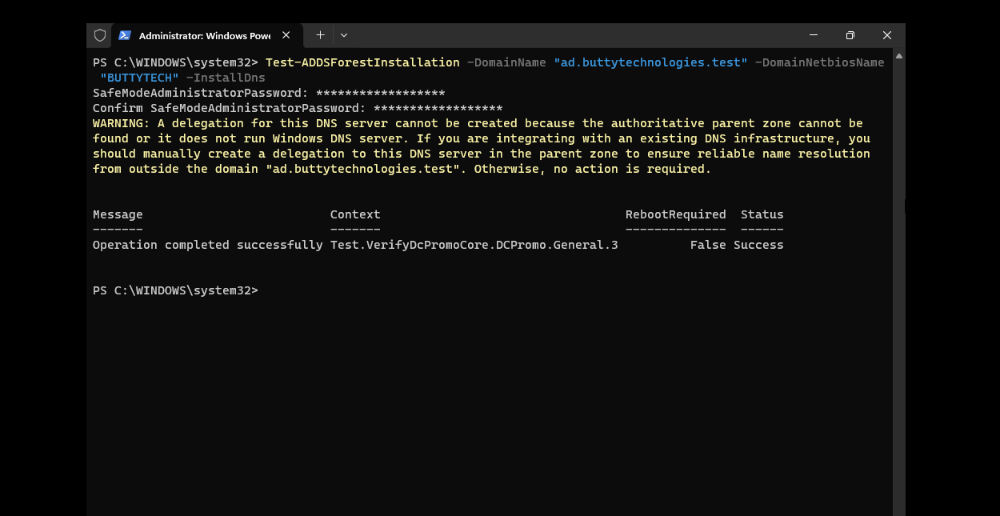 Administrator: Windows Powe
PS C:\WINDOWS\system32> Test-ADDSForestInstallation -DomainName "ad.buttytechnologies.test" -DomainNetbiosName
"BUTTYTECH" -InstallDns
SafeModeAdministratorPassword: ******************
Confirm SafeModeAdministratorPassword: ******************
WARNING: A delegation for this DNS server cannot be created because the authoritative parent zone cannot be
found or it does not run Windows DNS server. If you are integrating with an existing DNS infrastructure, you
should manually create a delegation to this DNS server in the parent zone to ensure reliable name resolution
from outside the domain "ad.buttytechnologies.test". Otherwise, no action is required.
Message Context RebootRequired Status
------- ------- -------------- ------
Operation completed successfully Test.VerifyDcPromoCore.DCPromo.General.3 False Success
PS C:\WINDOWS\system32>